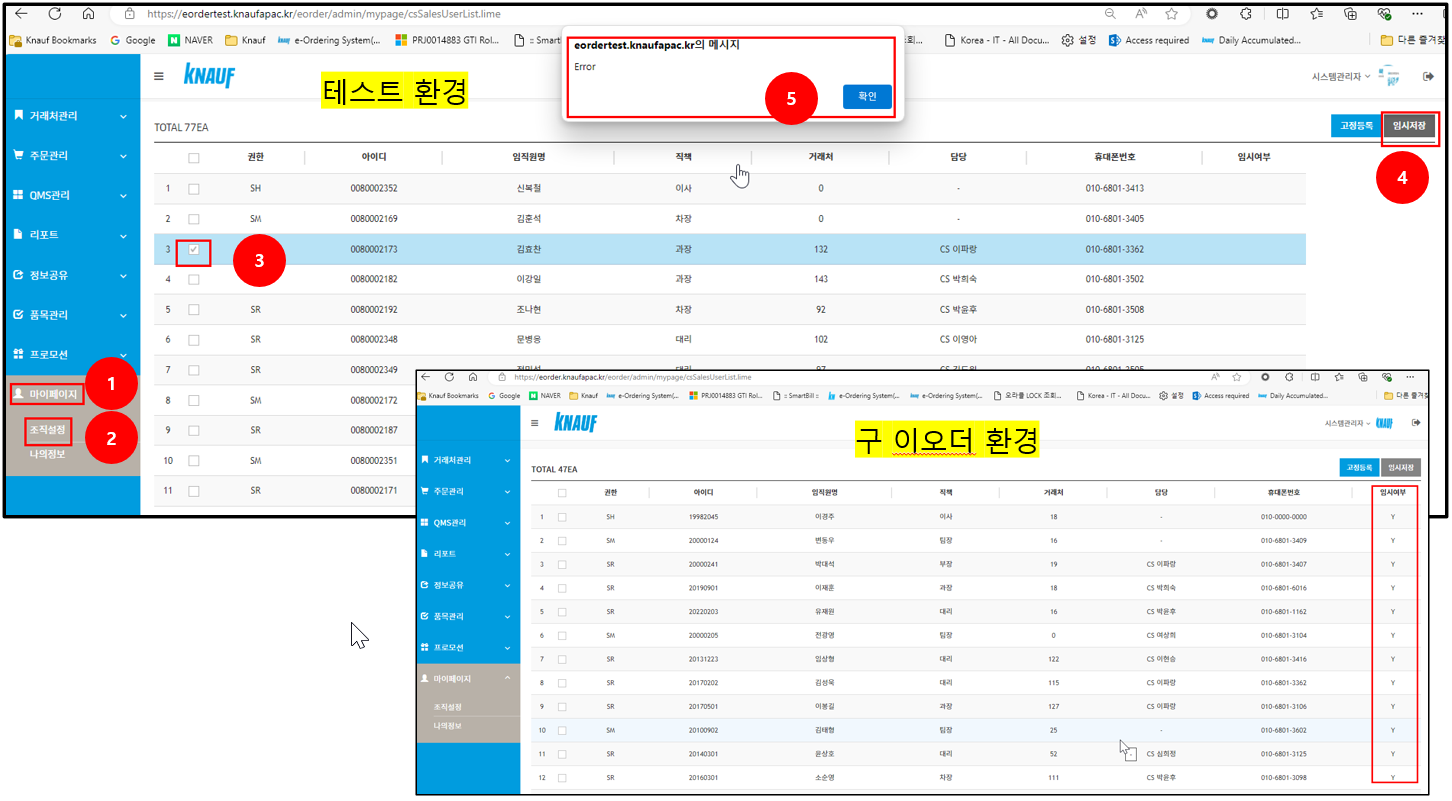 https://eordertest.knaufapac.kr/eorder/admin/mypage/csSalesUserList.lime
Knauf Bookmarks Google NAVER Knauf e-Ordering System(... PRJ0014883 GTI Rol... :: Smart Korea - IT - All Docu... 설정 Access required Daily Accumulated... 다른 즐겨찾
eordertest.knaufapac.kr의 메시지
Error
확인
5
KNAUF
테스트 환경
시스템관리자
TOTAL 77EA
고정등록 임시저장
4
거래처관리
주문관리
QMS관리
리포트
정보공유
품목관리
프로모션
마이페이지
1
조직설정
2
나의정보
권한 아이디 임직원명 직책 거래처 담당 휴대폰번호 임시여부
1 SH 0080002352 신복철 이사 0 - 010-6801-3413
2 SM 0080002169 김훈석 차장 0 - 010-6801-3405
3 0080002173 김효찬 과장 132 CS 이파랑 010-6801-3362
3
4 0080002182 이강일 과장 143 CS 박희숙 010-6801-3502
5 SR 0080002192 조나현 차장 92 CS 박윤후 010-6801-3508
6 SR 0080002348 문병웅 대리 102 CS 이영아 010-6801-3125
7 SR 0080002349
8 SM 0080002172
9 SR 0080002187
10 SM 0080002351
11 SR 0080002171
https://eorder.knaufapac.kr/eorder/admin/mypage/csSalesUserList.lime
Knauf Bookmarks Google NAVER Knauf e-Ordering System(... PRJ0014883 GTI Rol... :: SmartBill :: e-Ordering System(... e-Ordering System(... 오라클 LOCK 조회... Korea - IT - All Docu... 설정 Access required Daily Accumulated... 다른 즐겨찾
KNAUF
구 이오더 환경
시스템관리자
TOTAL 47EA
고정등록 임시저장
거래처관리
주문관리
QMS관리
리포트
정보공유
품목관리
프로모션
마이페이지
조직설정
나의정보
권한 아이디 임직원명 직책 거래처 담당 휴대폰번호 임시여부
1 SH 19982045 이경주 이사 18 - 010-0000-0000 Y
2 SM 20000124 변동우 팀장 16 - 010-6801-3409 Y
3 SR 20000241 박대석 부장 19 CS 이파랑 010-6801-3407 Y
4 SR 20190901 이재훈 과장 18 CS 박희숙 010-6801-6016 Y
5 SR 20220203 유재원 대리 16 CS 박윤후 010-6801-1162 Y
6 SM 20000205 전광영 팀장 0 CS 여상희 010-6801-3104 Y
7 SR 20131223 임상형 대리 122 CS 이현승 010-6801-3416 Y
8 SR 20170202 김성욱 대리 115 CS 이파랑 010-6801-3362 Y
9 SR 20170501 이봉길 과장 127 CS 이파랑 010-6801-3106 Y
10 SM 20100902 김태형 팀장 25 - 010-6801-3602 Y
11 SR 20140301 윤상호 대리 52 CS 심희정 010-6801-3125 Y
12 SR 20160301 소순영 차장 111 CS 박윤후 010-6801-3098 Y